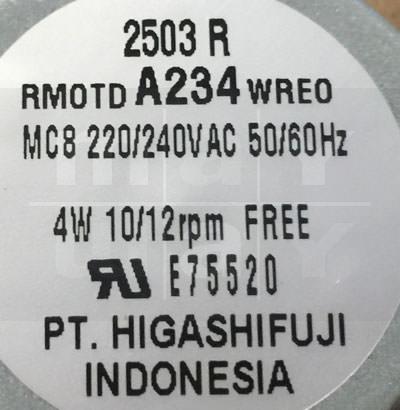 2503 R
RMOTD A234 WREO
MC8 220/240VAC 50/60Hz
4W 10/12rpm FREE
E75520
PT. HIGASHIFUJI
INDONESIA